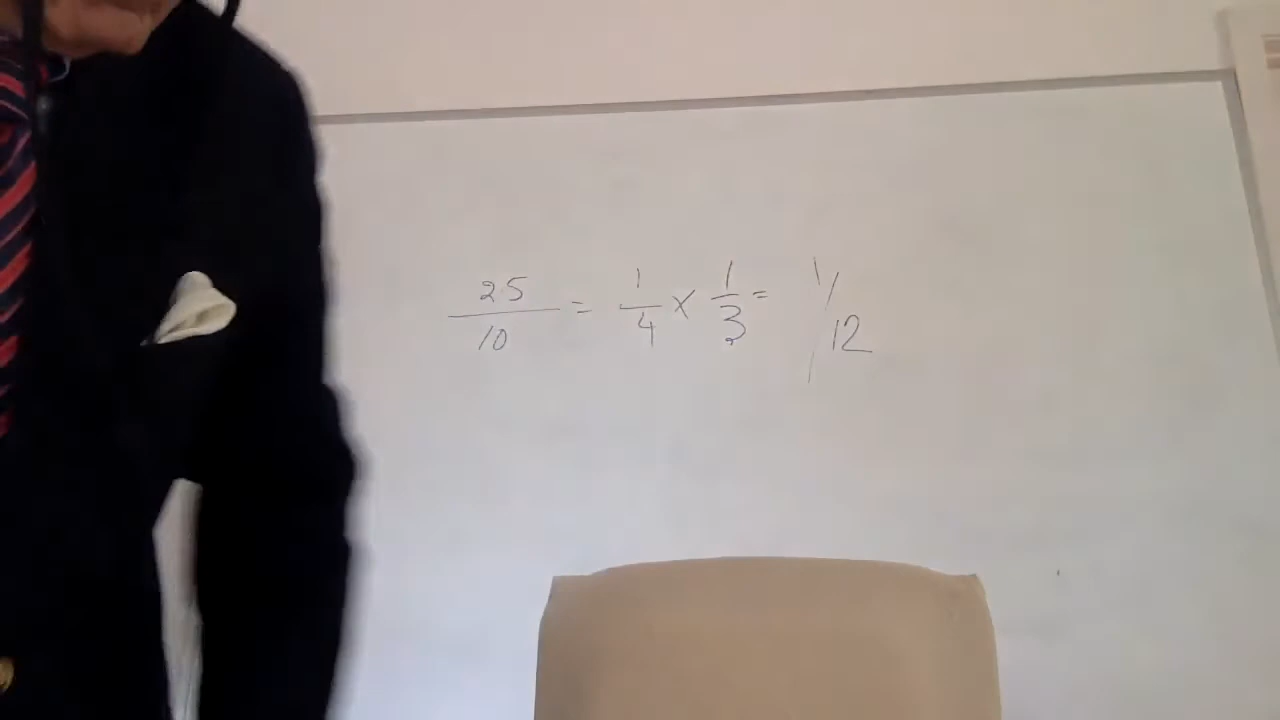 25/10 = 1/4 x 1/3 = 1/12